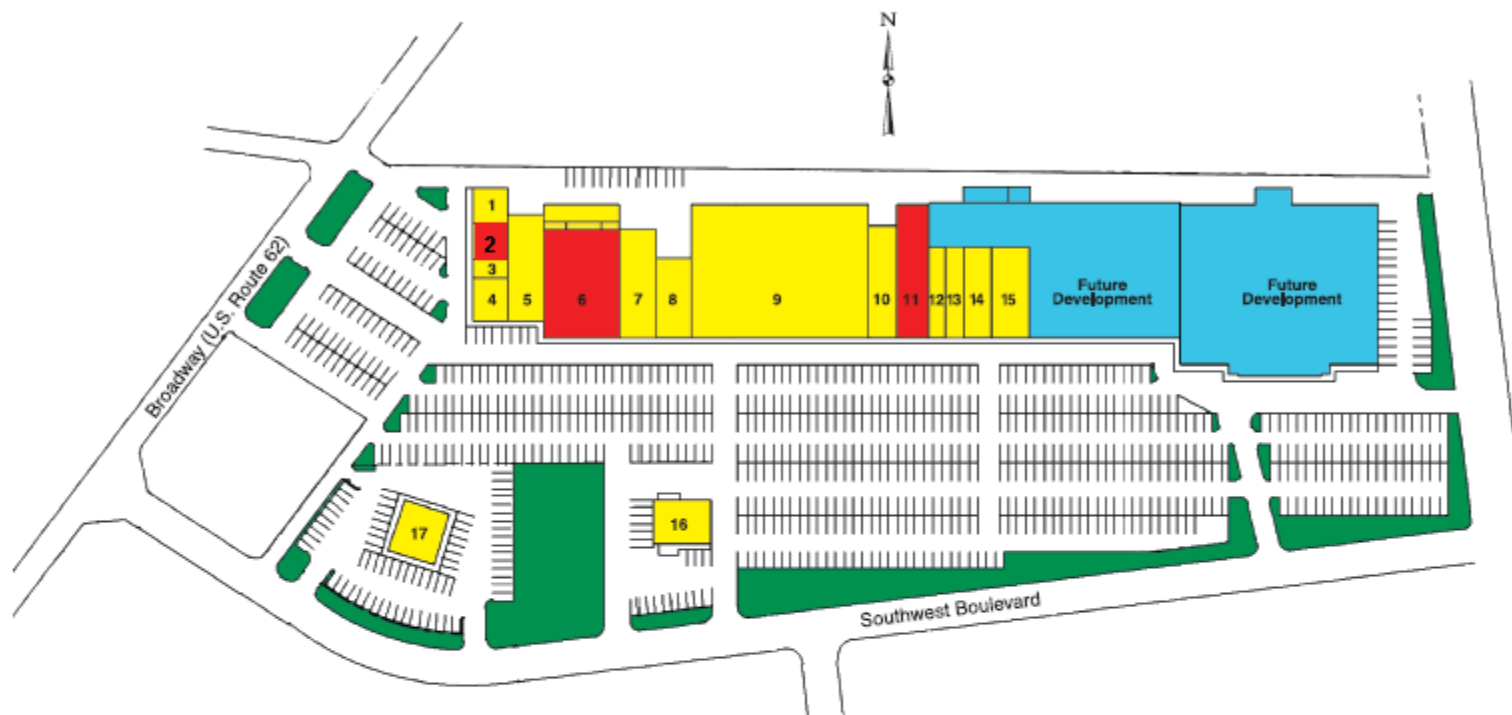 N
1
2
3
4
5
6
7
8
9
10
11
12
13
14
15
Future
Development
Future
Development
Broadway (U.S. Route 62)
16
17
Southwest Boulevard